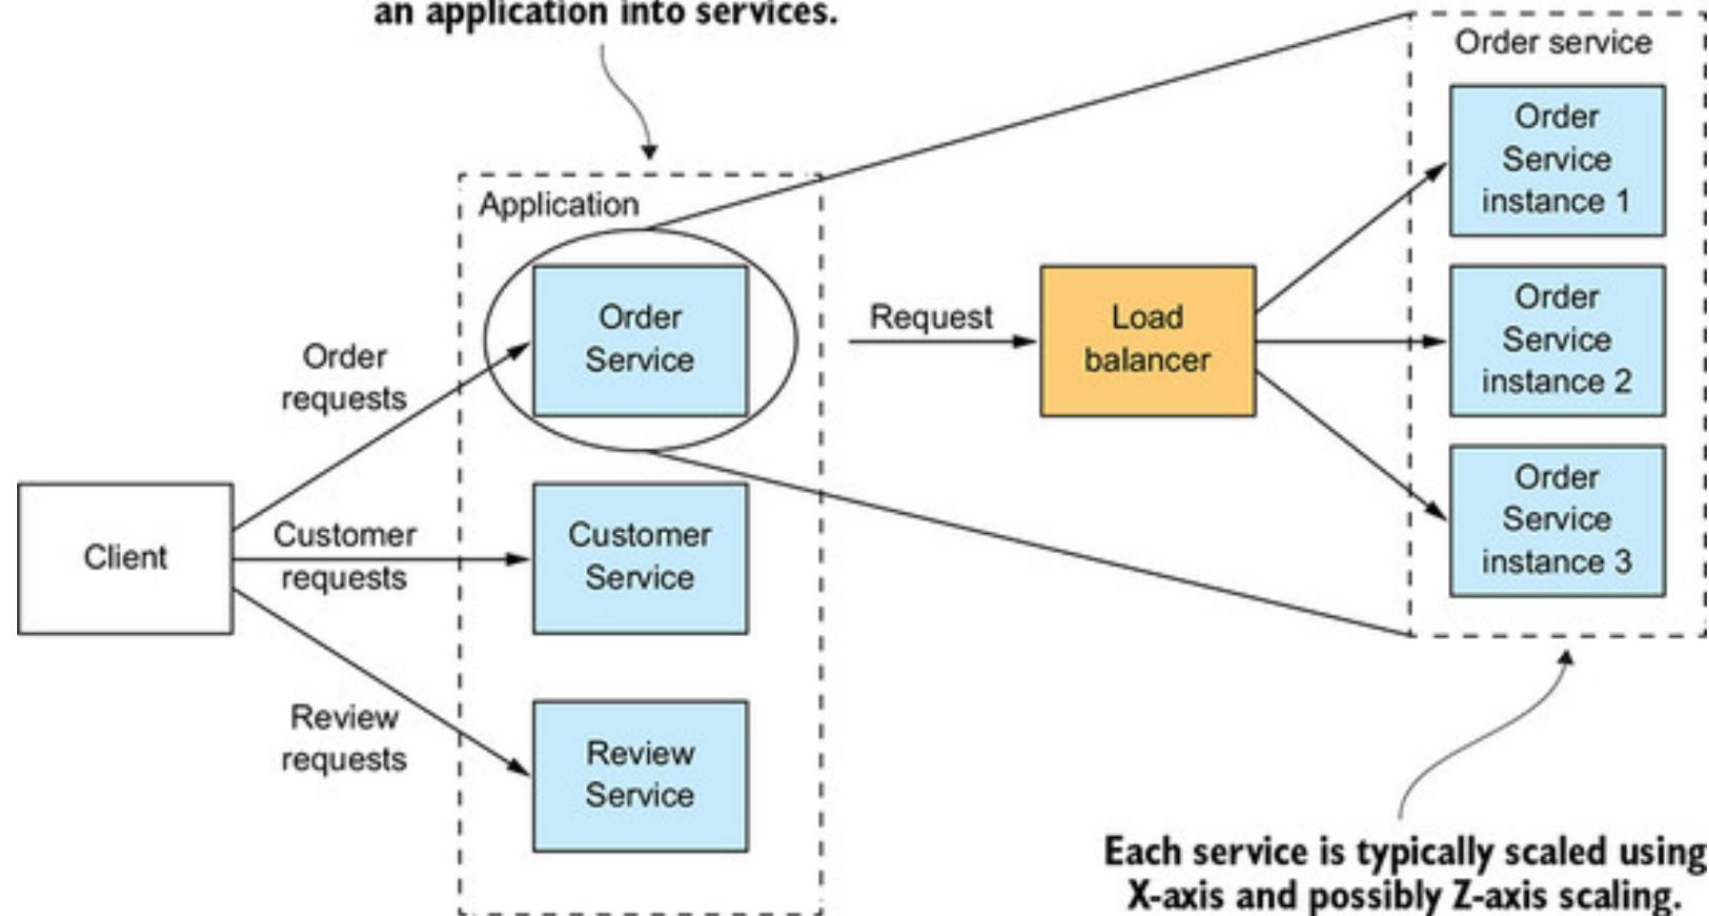 an application into services.
Order service
Order
Service
instance 1
Application
Order
Service
Request
Load
balancer
Order
Service
instance 2
Order
requests
Order
Service
instance 3
Client
Customer
requests
Customer
Service
Review
requests
Review
Service
Each service is typically scaled using
X-axis and possibly Z-axis scaling.